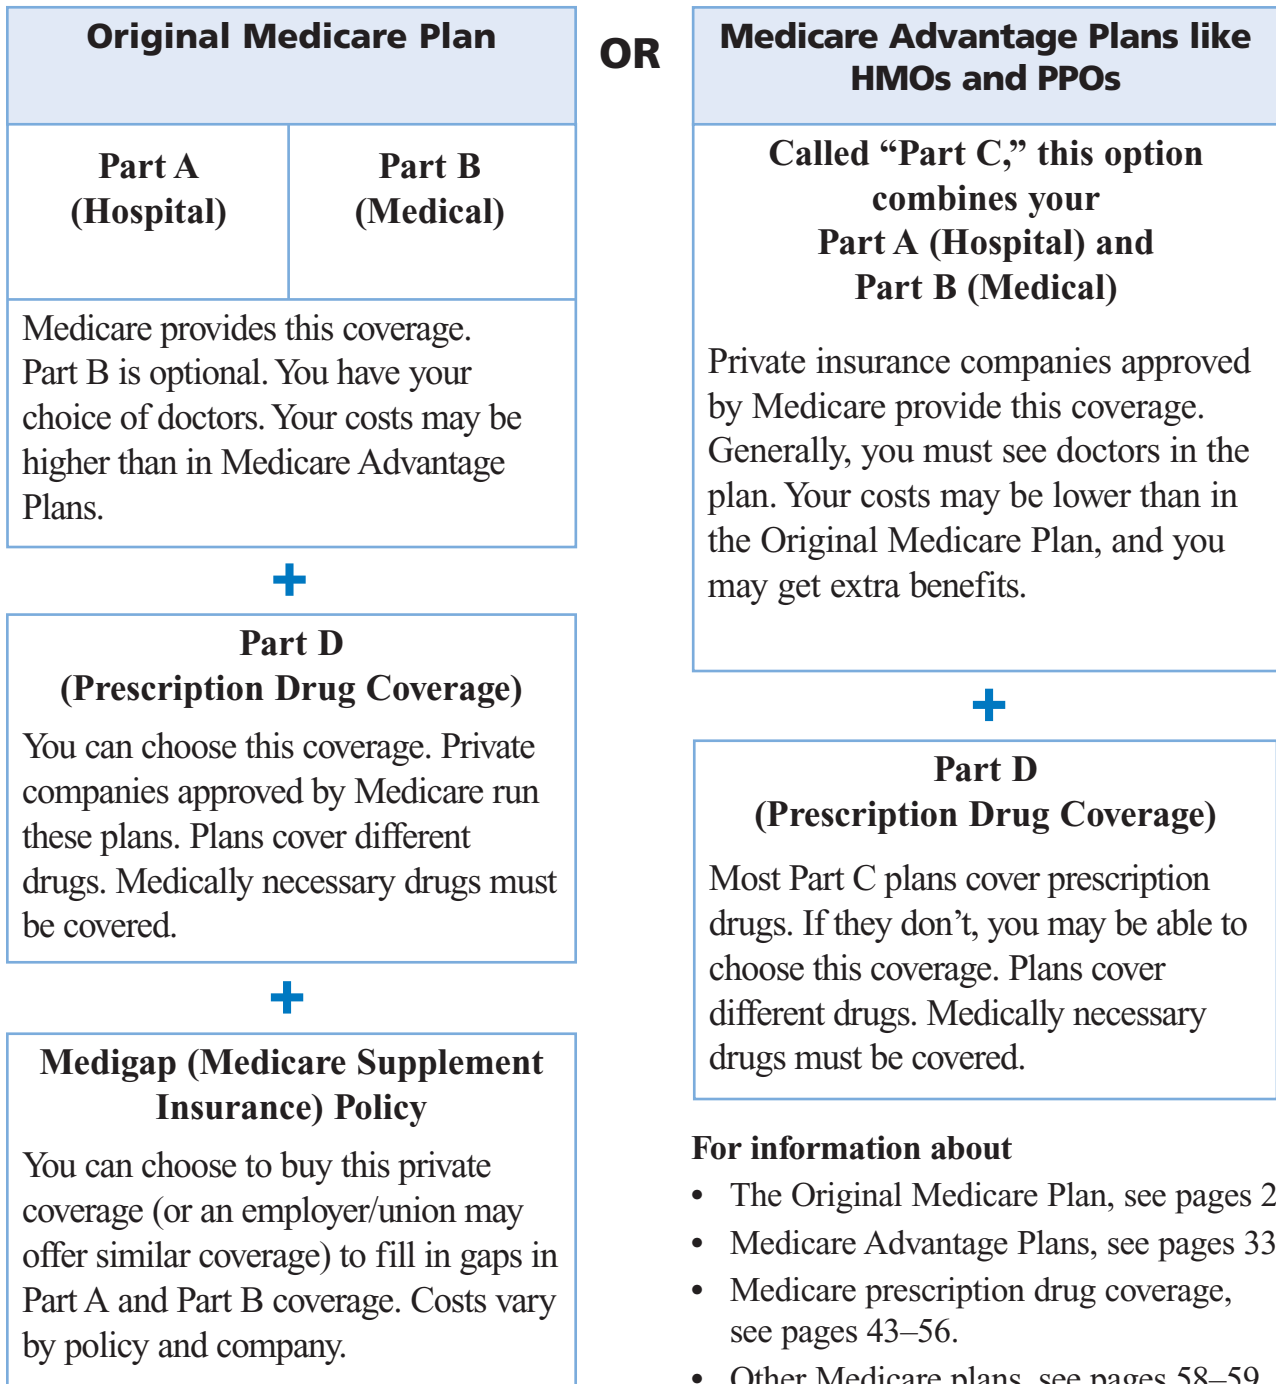 Original Medicare Plan
Part A
(Hospital)
Part B
(Medical)
Medicare provides this coverage.
Part B is optional. You have your
choice of doctors. Your costs may be
higher than in Medicare Advantage
Plans.
+
Part D
(Prescription Drug Coverage)
You can choose this coverage. Private
companies approved by Medicare run
these plans. Plans cover different
drugs. Medically necessary drugs must
be covered.
+
Medigap (Medicare Supplement
Insurance) Policy
You can choose to buy this private
coverage (or an employer/union may
offer similar coverage) to fill in gaps in
Part A and Part B coverage. Costs vary
by policy and company.
OR
Medicare Advantage Plans like
HMOs and PPOs
Called “Part C,” this option
combines your
Part A (Hospital) and
Part B (Medical)
Private insurance companies approved
by Medicare provide this coverage.
Generally, you must see doctors in the
plan. Your costs may be lower than in
the Original Medicare Plan, and you
may get extra benefits.
+
Part D
(Prescription Drug Coverage)
Most Part C plans cover prescription
drugs. If they don’t, you may be able to
choose this coverage. Plans cover
different drugs. Medically necessary
drugs must be covered.
For information about
• The Original Medicare Plan, see pages 2
• Medicare Advantage Plans, see pages 33
• Medicare prescription drug coverage,
see pages 43–56.
• Other Medicare plans, see pages 58–59